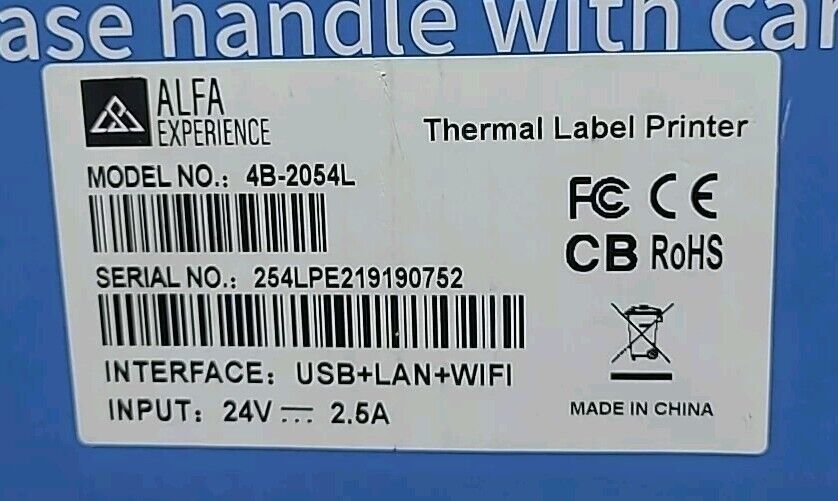 ase handle with car
ALFA
EXPERIENCE
Thermal Label Printer
MODEL NO.: 4B-2054L
FC CE
CB RoHS
SERIAL NO.: 254LPE219190752
INTERFACE: USB+LAN+WIFI
INPUT: 24V ⎓ 2.5A
MADE IN CHINA